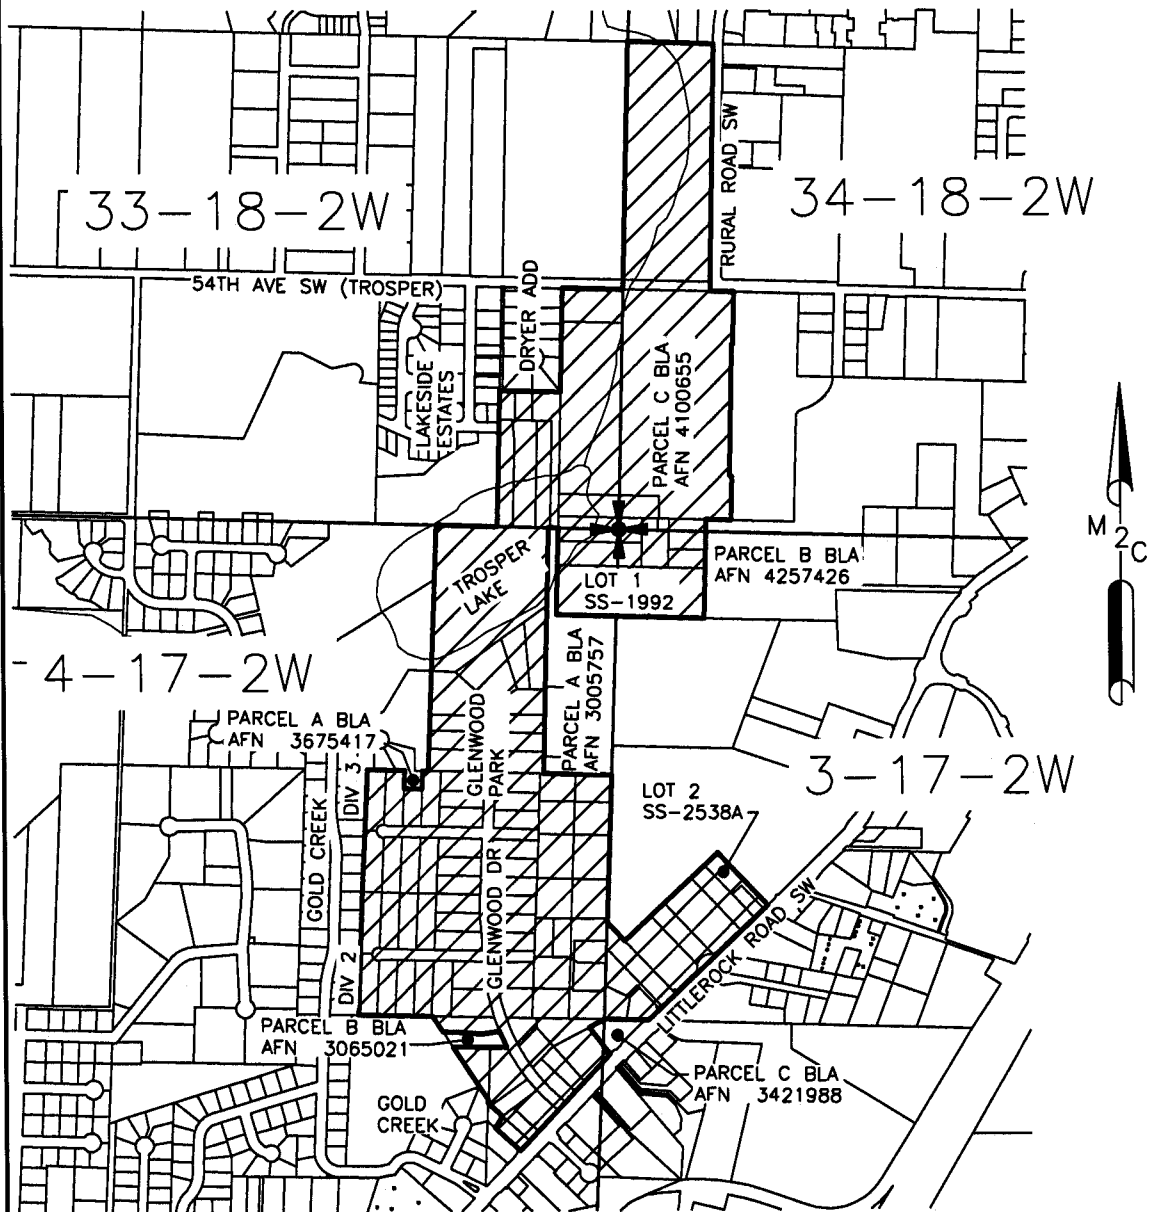 RURAL ROAD SW
33-18-2W
34-18-2W
54TH AVE SW (TROSPER)
DRYER ADD
LAKESIDE
ESTATES
PARCEL C BLA
AFN 4100655
M2C
TROSPER
LAKE
LOT 1
SS-1992
PARCEL B BLA
AFN 4257426
4-17-2W
PARCEL A BLA
AFN 3005757
PARCEL A BLA
AFN 3675417
GLENWOOD
PARK
3-17-2W
DIV 3
GOLD CREEK
LOT 2
SS-2538A
GLENWOOD DR
LITTLEROCK ROAD SW
DIV 2
PARCEL B BLA
AFN 3065021
PARCEL C BLA
AFN 3421988
GOLD
CREEK